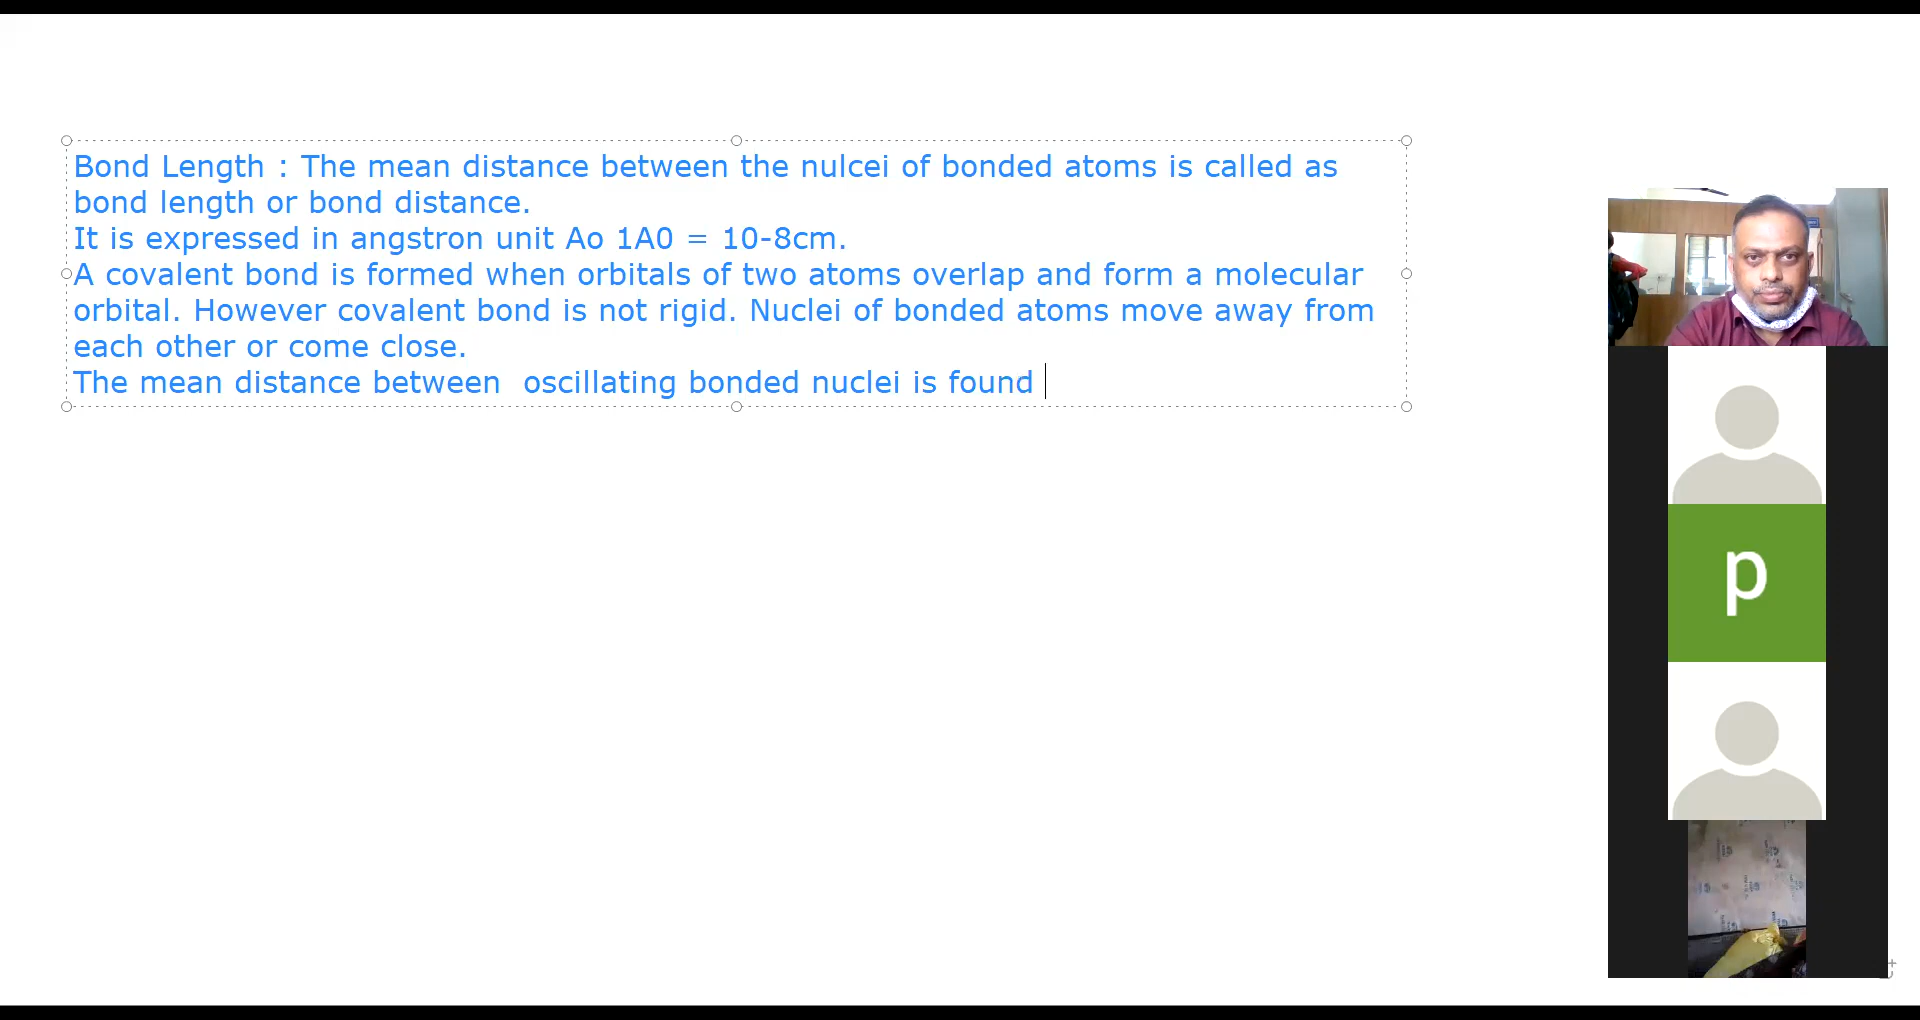 Bond Length : The mean distance between the nulcei of bonded atoms is called as
bond length or bond distance.
It is expressed in angstron unit Ao 1A0 = 10-8cm.
A covalent bond is formed when orbitals of two atoms overlap and form a molecular
orbital. However covalent bond is not rigid. Nuclei of bonded atoms move away from
each other or come close.
The mean distance between  oscillating bonded nuclei is found
p